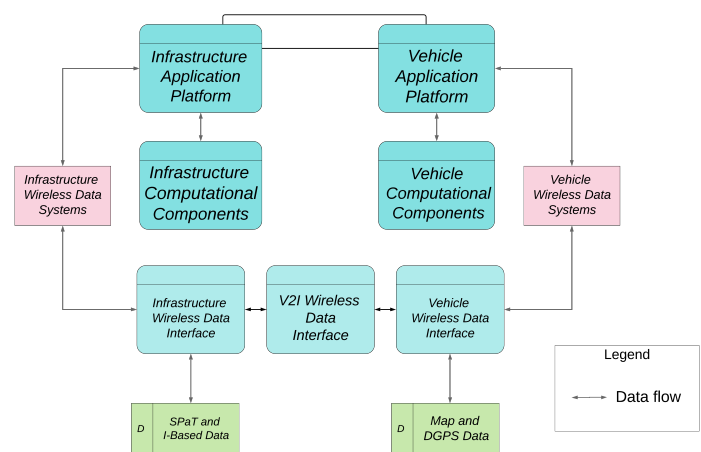 Infrastructure
Application
Platform
Vehicle
Application
Platform
Infrastructure
Wireless Data
Systems
Infrastructure
Computational
Components
Vehicle
Computational
Components
Vehicle
Wireless Data
Systems
Infrastructure
Wireless Data
Interface
V2I Wireless
Data
Interface
Vehicle
Wireless Data
Interface
Legend
Data flow
D
SPaT and
I-Based Data
D
Map and
DGPS Data